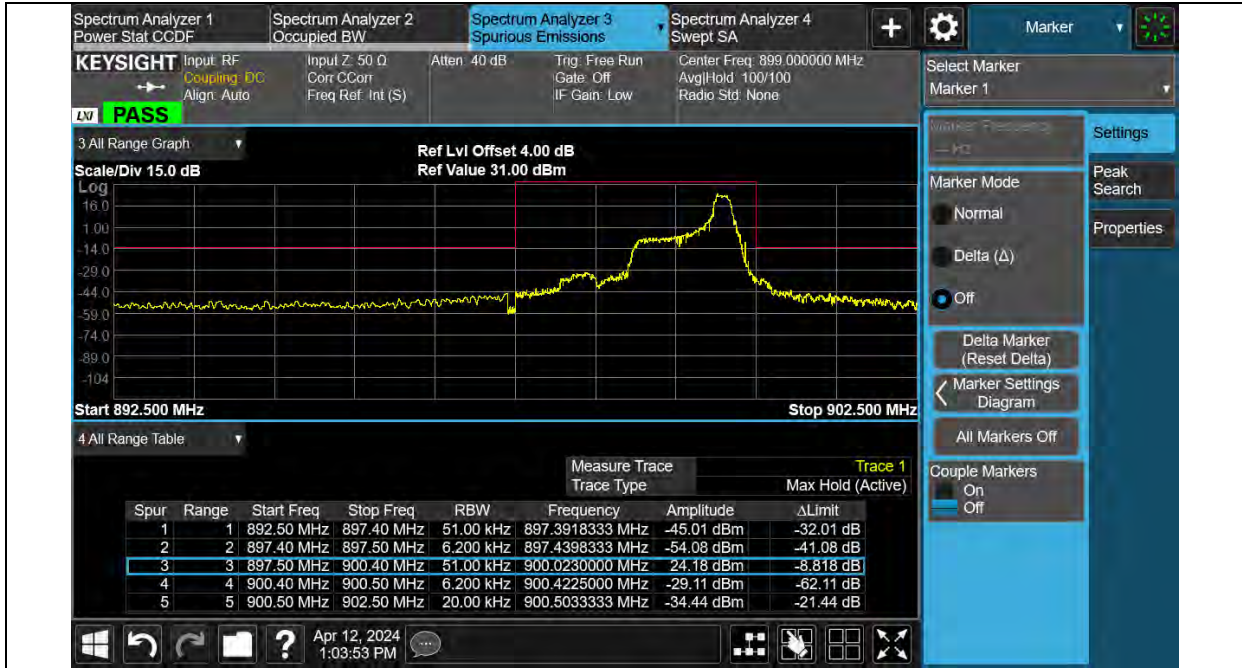 Spectrum Analyzer 1
Power Stat CCDF
Spectrum Analyzer 2
Occupied BW
Spectrum Analyzer 3
Spurious Emissions
Spectrum Analyzer 4
Swept SA
Marker
KEYSIGHT
Input: RF
Coupling: DC
Align: Auto
Input Z: 50 Ω
Corr CCorr
Freq Ref: Int (S)
Atten: 40 dB
Trig: Free Run
Gate: Off
IF Gain: Low
Center Freq: 899.000000 MHz
Avg|Hold: 100/100
Radio Std: None
LXI PASS
Select Marker
Marker 1
3 All Range Graph
Scale/Div 15.0 dB
Ref Lvl Offset 4.00 dB
Ref Value 31.00 dBm
Log
16.0
1.00
-14.0
-29.0
-44.0
-59.0
-74.0
-89.0
-104
Start 892.500 MHz
Stop 902.500 MHz
Marker Frequency
--- Hz
Marker Mode
Normal
Delta (Δ)
Off
Delta Marker
(Reset Delta)
Marker Settings
Diagram
All Markers Off
Couple Markers
On
Off
Settings
Peak
Search
Properties
4 All Range Table
Measure Trace Trace 1
Trace Type Max Hold (Active)
Spur Range Start Freq Stop Freq RBW Frequency Amplitude ΔLimit
1 1 892.50 MHz 897.40 MHz 51.00 kHz 897.3918333 MHz -45.01 dBm -32.01 dB
2 2 897.40 MHz 897.50 MHz 6.200 kHz 897.4398333 MHz -54.08 dBm -41.08 dB
3 3 897.50 MHz 900.40 MHz 51.00 kHz 900.0230000 MHz 24.18 dBm -8.818 dB
4 4 900.40 MHz 900.50 MHz 6.200 kHz 900.4225000 MHz -29.11 dBm -62.11 dB
5 5 900.50 MHz 902.50 MHz 20.00 kHz 900.5033333 MHz -34.44 dBm -21.44 dB
?
Apr 12, 2024
1:03:53 PM